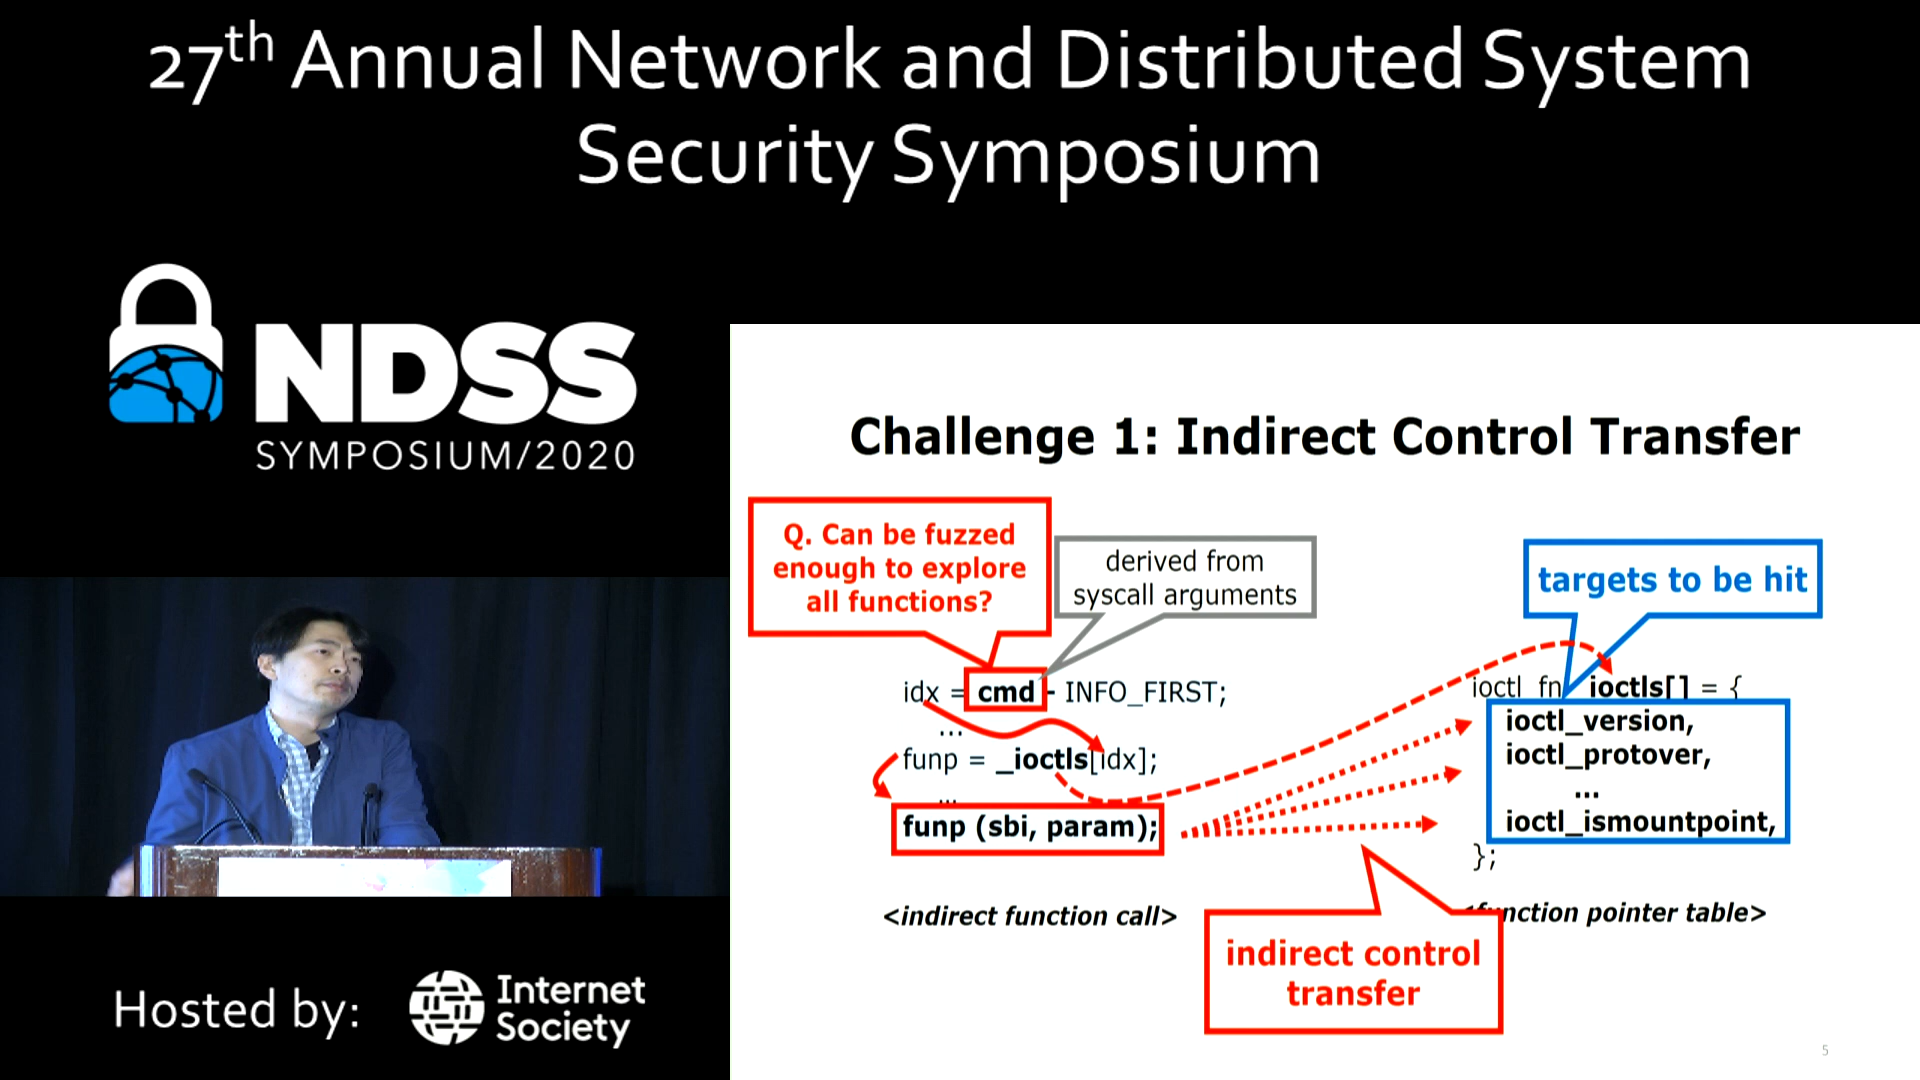 27th Annual Network and Distributed System
Security Symposium
NDSS
SYMPOSIUM/2020
Challenge 1: Indirect Control Transfer
Q. Can be fuzzed
enough to explore
all functions?
derived from
syscall arguments
targets to be hit
idx = cmd - INFO_FIRST;
...
funp = _ioctls[idx];
...
funp (sbi, param);
<indirect function call>
ioctl_fn _ioctls[] = {
ioctl_version,
ioctl_protover,
...
ioctl_ismountpoint,
};
<function pointer table>
indirect control
transfer
Hosted by:
Internet
Society
5